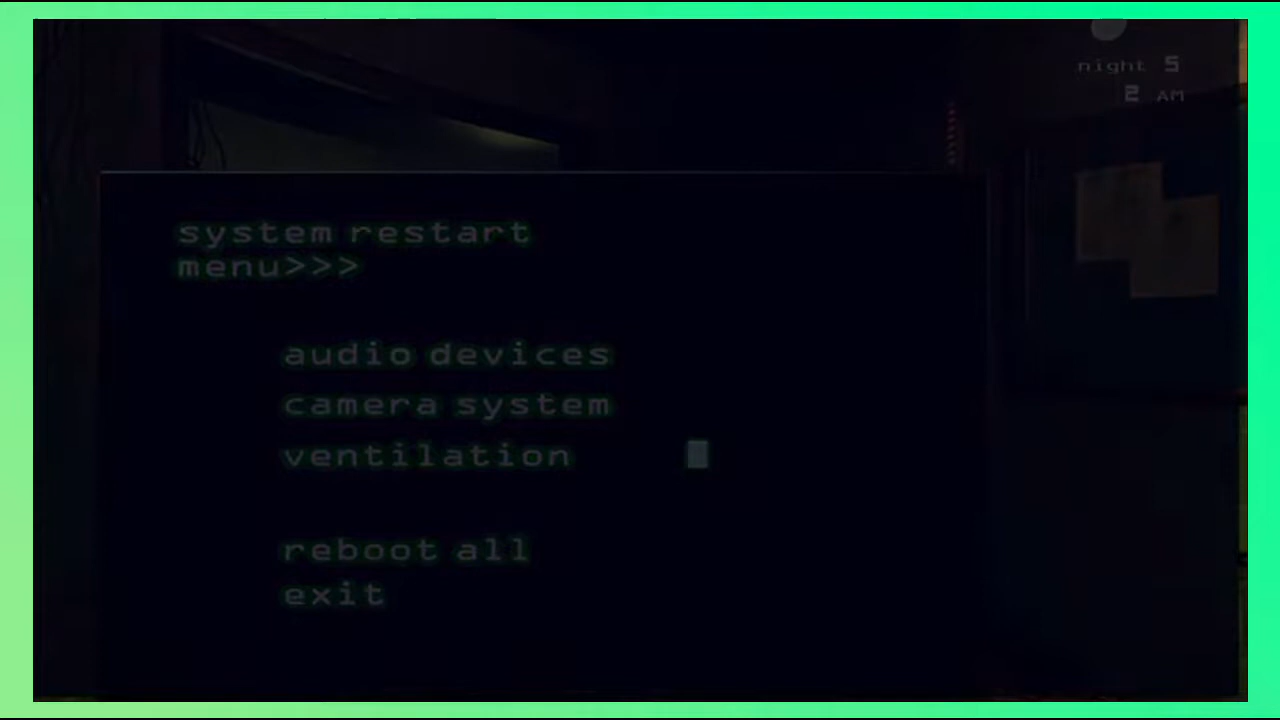 night 5
2 AM
system restart
menu>>>
audio devices
camera system
ventilation
reboot all
exit